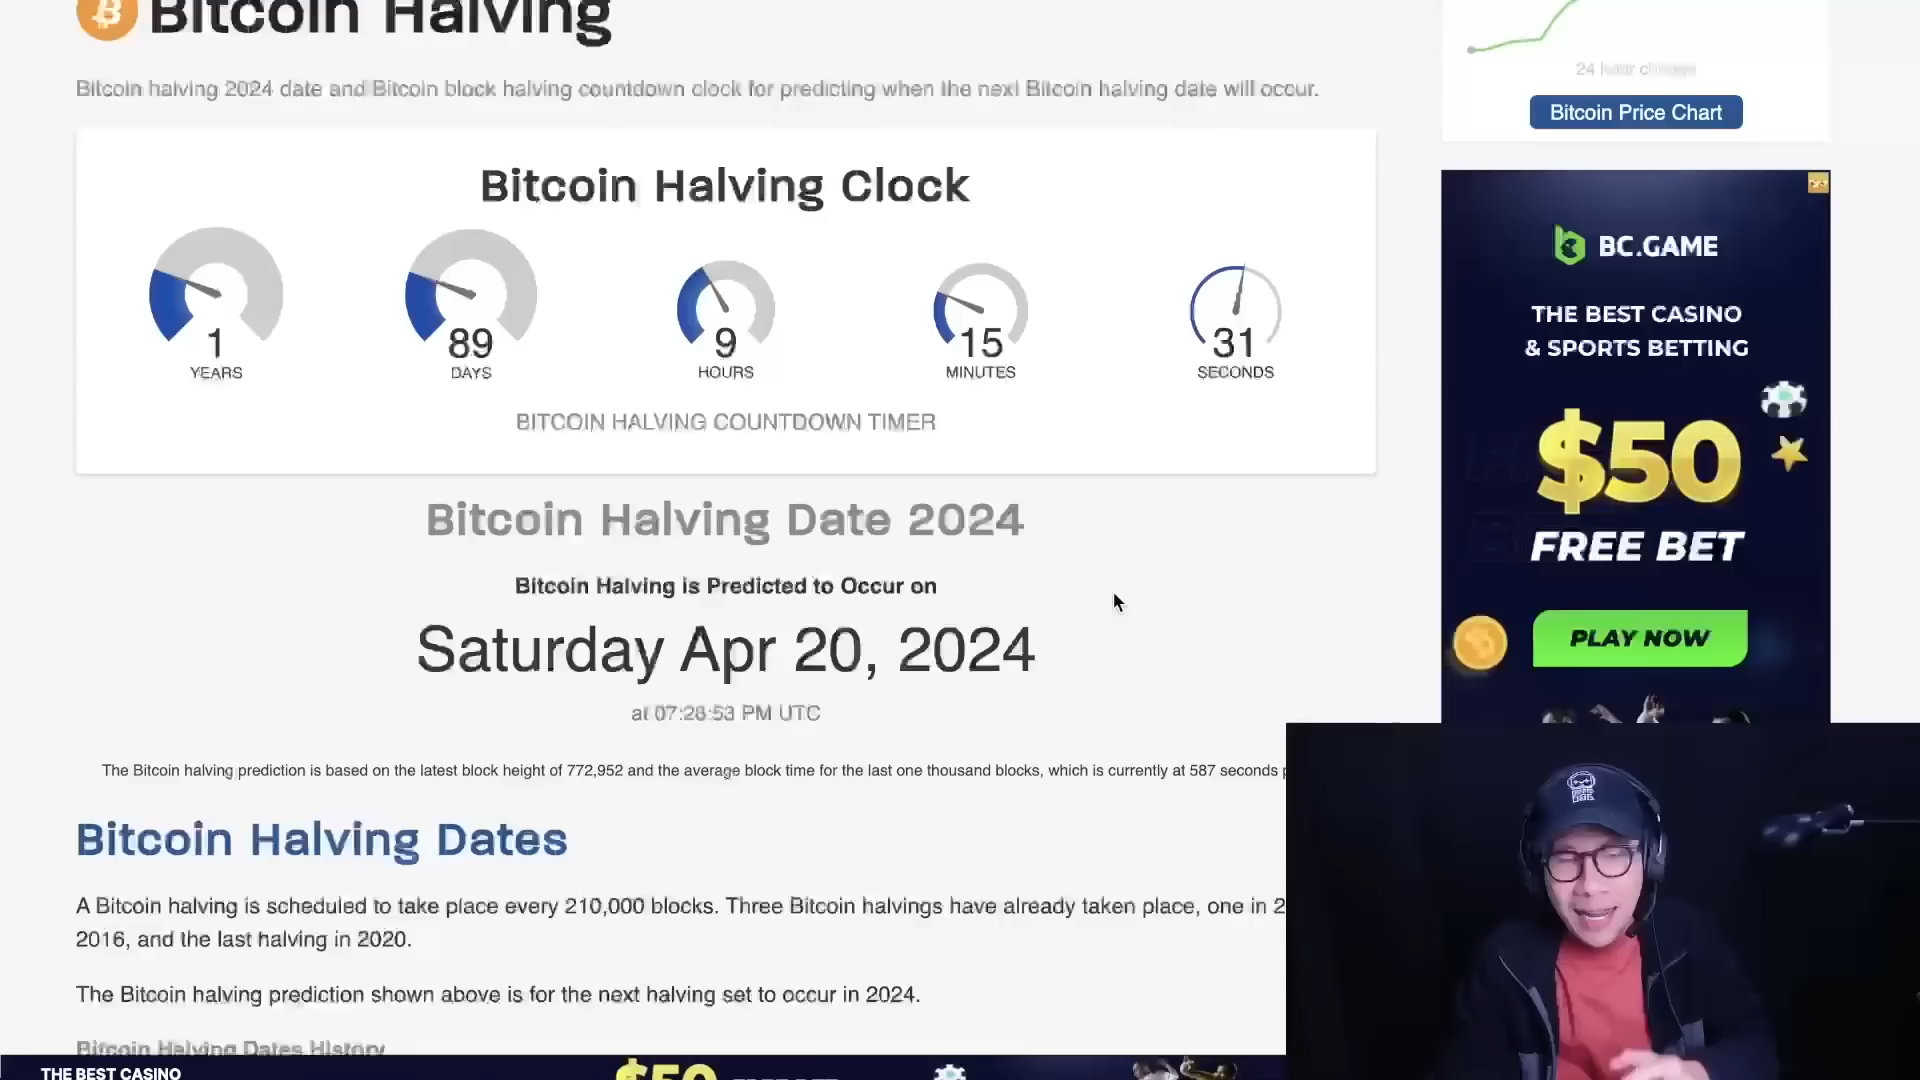 Bitcoin Halving
Bitcoin halving 2024 date and Bitcoin block halving countdown clock for predicting when the next Bitcoin halving date will occur.
24 hour change
Bitcoin Price Chart
Bitcoin Halving Clock
1
YEARS
89
DAYS
9
HOURS
15
MINUTES
31
SECONDS
BITCOIN HALVING COUNTDOWN TIMER
BC.GAME
THE BEST CASINO
& SPORTS BETTING
$50
FREE BET
PLAY NOW
Bitcoin Halving Date 2024
Bitcoin Halving is Predicted to Occur on
Saturday Apr 20, 2024
at 07:28:53 PM UTC
The Bitcoin halving prediction is based on the latest block height of 772,952 and the average block time for the last one thousand blocks, which is currently at 587 seconds
Bitcoin Halving Dates
A Bitcoin halving is scheduled to take place every 210,000 blocks. Three Bitcoin halvings have already taken place, one in 2
2016, and the last halving in 2020.
The Bitcoin halving prediction shown above is for the next halving set to occur in 2024.
Bitcoin Halving Dates History
THE BEST CASINO
$50